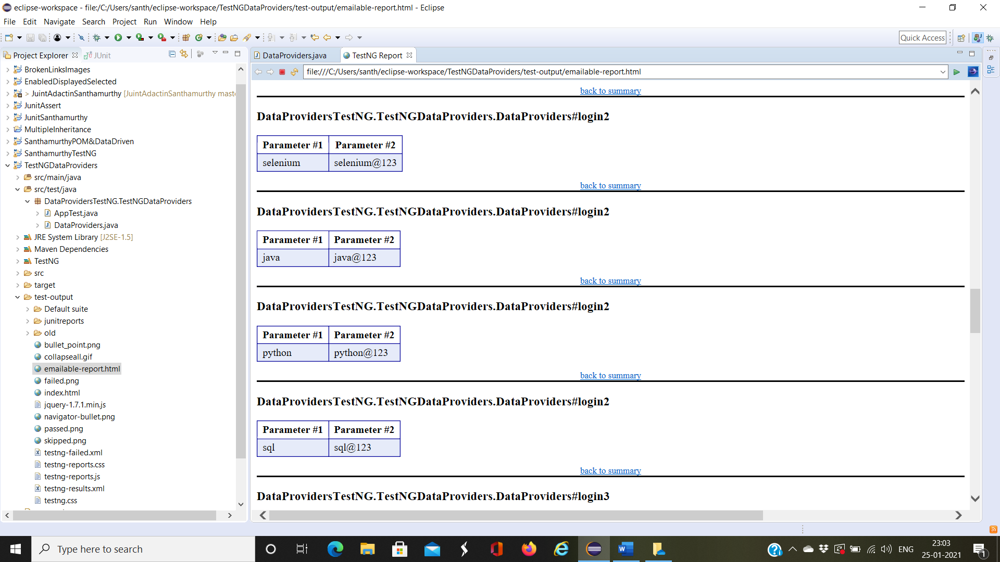 eclipse-workspace - file:/C:/Users/santh/eclipse-workspace/TestNGDataProviders/test-output/emailable-report.html - Eclipse
File Edit Navigate Search Project Run Window Help
Quick Access
Project Explorer
JUnit
BrokenLinksImages
EnabledDisplayedSelected
> JuintAdactinSanthamurthy [JuintAdactinSanthamurthy maste
JunitAssert
JunitSanthamurthy
MultipleInheritance
SanthamurthyPOM&DataDriven
SanthamurthyTestNG
TestNGDataProviders
src/main/java
src/test/java
DataProvidersTestNG.TestNGDataProviders
AppTest.java
DataProviders.java
JRE System Library [J2SE-1.5]
Maven Dependencies
TestNG
src
target
test-output
Default suite
junitreports
old
bullet_point.png
collapseall.gif
emailable-report.html
failed.png
index.html
jquery-1.7.1.min.js
navigator-bullet.png
passed.png
skipped.png
testng-failed.xml
testng-reports.css
testng-reports.js
testng-results.xml
testng.css
DataProviders.java
TestNG Report
file:///C:/Users/santh/eclipse-workspace/TestNGDataProviders/test-output/emailable-report.html
back to summary
DataProvidersTestNG.TestNGDataProviders.DataProviders#login2
Parameter #1 Parameter #2
selenium selenium@123
back to summary
DataProvidersTestNG.TestNGDataProviders.DataProviders#login2
Parameter #1 Parameter #2
java java@123
back to summary
DataProvidersTestNG.TestNGDataProviders.DataProviders#login2
Parameter #1 Parameter #2
python python@123
back to summary
DataProvidersTestNG.TestNGDataProviders.DataProviders#login2
Parameter #1 Parameter #2
sql sql@123
back to summary
DataProvidersTestNG.TestNGDataProviders.DataProviders#login3
Type here to search
ENG
23:03
25-01-2021
1